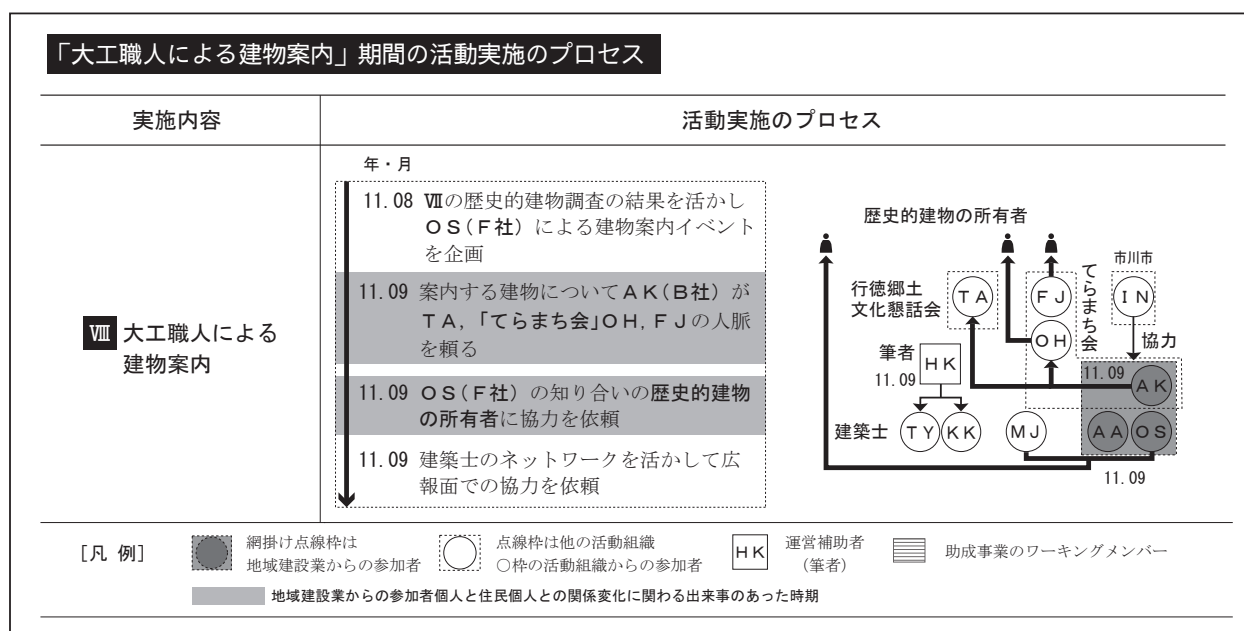 「大工職人による建物案内」期間の活動実施のプロセス
実施内容
活動実施のプロセス
Ⅷ 大工職人による
建物案内
年・月
11.08 Ⅶの歴史的建物調査の結果を活かし
OS(F社)による建物案内イベント
を企画
11.09 案内する建物についてAK(B社)が
TA,「てらまち会」OH,FJの人脈
を頼る
11.09 OS(F社)の知り合いの歴史的建物
の所有者に協力を依頼
11.09 建築士のネットワークを活かして広
報面での協力を依頼
歴史的建物の所有者
市川市
行徳郷土
文化懇話会
TA
FJ
てらまち会
IN
OH
協力
筆者
HK
11.09
11.09
AK
建築士
TY
KK
MJ
AA
OS
11.09
[凡 例]
網掛け点線枠は
地域建設業からの参加者
点線枠は他の活動組織
○枠の活動組織からの参加者
HK
運営補助者
(筆者)
助成事業のワーキングメンバー
地域建設業からの参加者個人と住民個人との関係変化に関わる出来事のあった時期